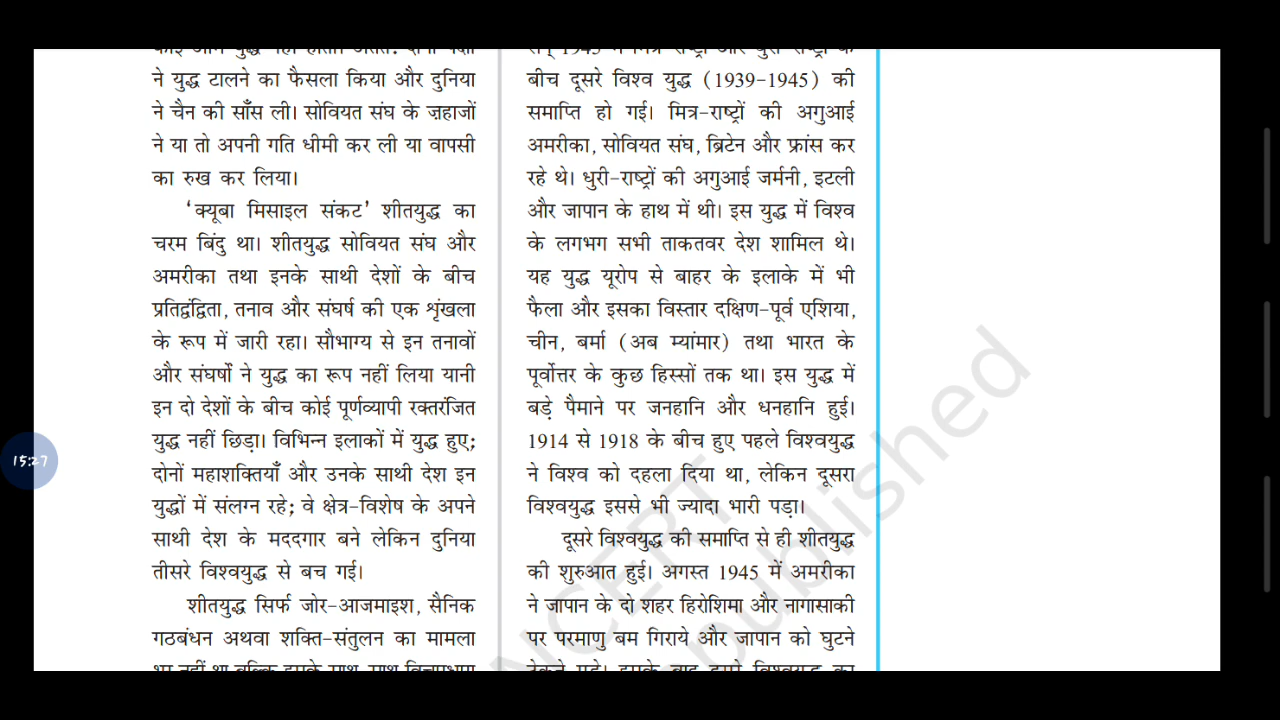 ने युद्ध टालने का फैसला किया और दुनिया
ने चैन की साँस ली। सोवियत संघ के जहाजों
ने या तो अपनी गति धीमी कर ली या वापसी
का रुख कर लिया।
‘क्यूबा मिसाइल संकट’ शीतयुद्ध का
चरम बिंदु था। शीतयुद्ध सोवियत संघ और
अमरीका तथा इनके साथी देशों के बीच
प्रतिद्वंद्विता, तनाव और संघर्ष की एक शृंखला
के रूप में जारी रहा। सौभाग्य से इन तनावों
और संघर्षों ने युद्ध का रूप नहीं लिया यानी
इन दो देशों के बीच कोई पूर्णव्यापी रक्तरंजित
युद्ध नहीं छिड़ा। विभिन्न इलाकों में युद्ध हुए;
दोनों महाशक्तियाँ और उनके साथी देश इन
युद्धों में संलग्न रहे; वे क्षेत्र-विशेष के अपने
साथी देश के मददगार बने लेकिन दुनिया
तीसरे विश्वयुद्ध से बच गई।
शीतयुद्ध सिर्फ जोर-आजमाइश, सैनिक
गठबंधन अथवा शक्ति-संतुलन का मामला
बीच दूसरे विश्व युद्ध (1939-1945) की
समाप्ति हो गई। मित्र-राष्ट्रों की अगुआई
अमरीका, सोवियत संघ, ब्रिटेन और फ्रांस कर
रहे थे। धुरी-राष्ट्रों की अगुआई जर्मनी, इटली
और जापान के हाथ में थी। इस युद्ध में विश्व
के लगभग सभी ताकतवर देश शामिल थे।
यह युद्ध यूरोप से बाहर के इलाके में भी
फैला और इसका विस्तार दक्षिण-पूर्व एशिया,
चीन, बर्मा (अब म्यांमार) तथा भारत के
पूर्वोत्तर के कुछ हिस्सों तक था। इस युद्ध में
बड़े पैमाने पर जनहानि और धनहानि हुई।
1914 से 1918 के बीच हुए पहले विश्वयुद्ध
ने विश्व को दहला दिया था, लेकिन दूसरा
विश्वयुद्ध इससे भी ज्यादा भारी पड़ा।
दूसरे विश्वयुद्ध की समाप्ति से ही शीतयुद्ध
की शुरुआत हुई। अगस्त 1945 में अमरीका
ने जापान के दो शहर हिरोशिमा और नागासाकी
पर परमाणु बम गिराये और जापान को घुटने
15:27
NCERT
published